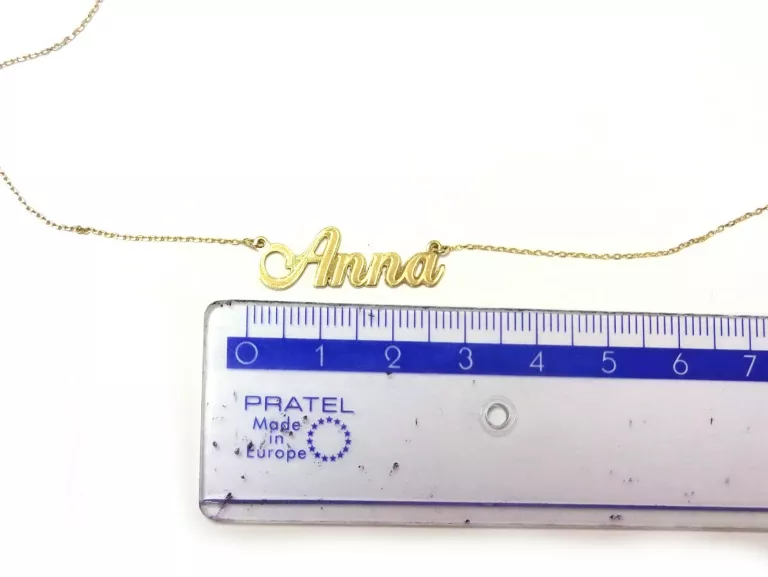 Anna
0 1 2 3 4 5 6 7
PRATEL
Made
in
Europe